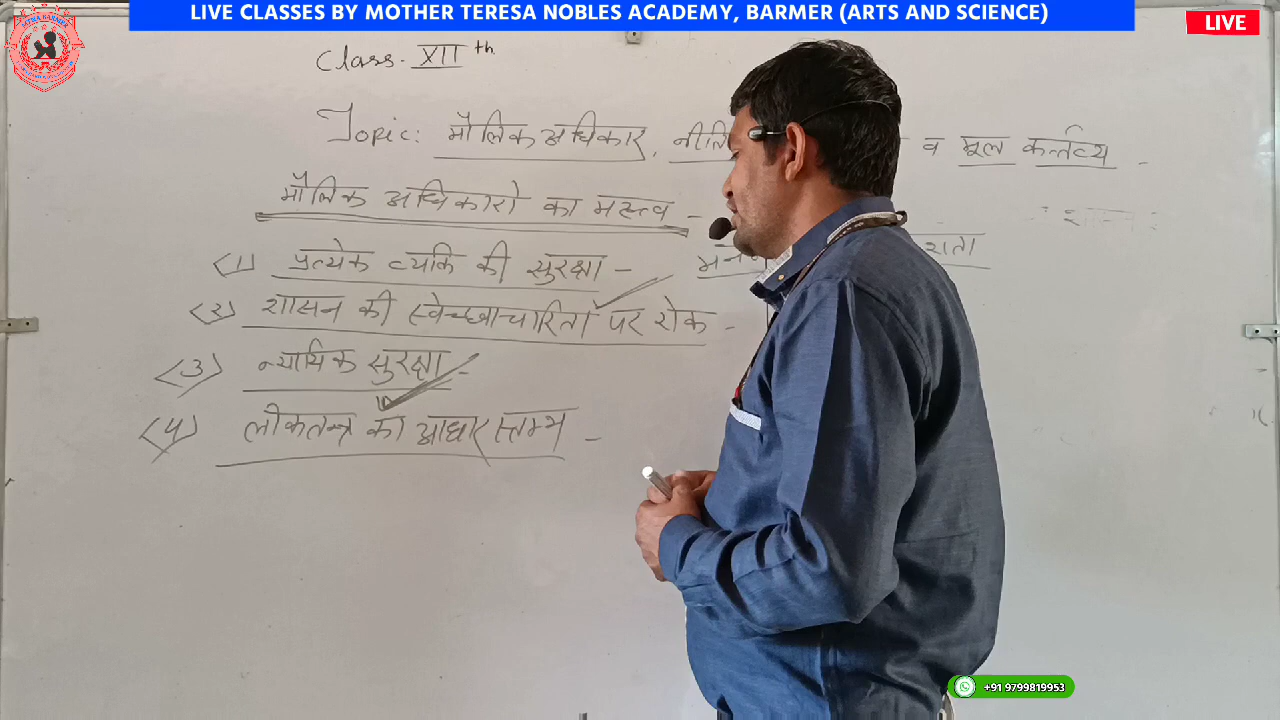 LIVE CLASSES BY MOTHER TERESA NOBLES ACADEMY, BARMER (ARTS AND SCIENCE)
LIVE
Class. XII th
Topic: मौलिक अधिकार, नीति व मूल कर्त्तव्य -
मौलिक अधिकारो का महत्व -
(1) प्रत्येक व्यक्ति की सुरक्षा -
(2) शासन की स्वेच्छाचारिता पर रोक -
(3) न्यायिक सुरक्षा -
(4) लोकतन्त्र का आधार स्तम्भ -
+91 9799819953